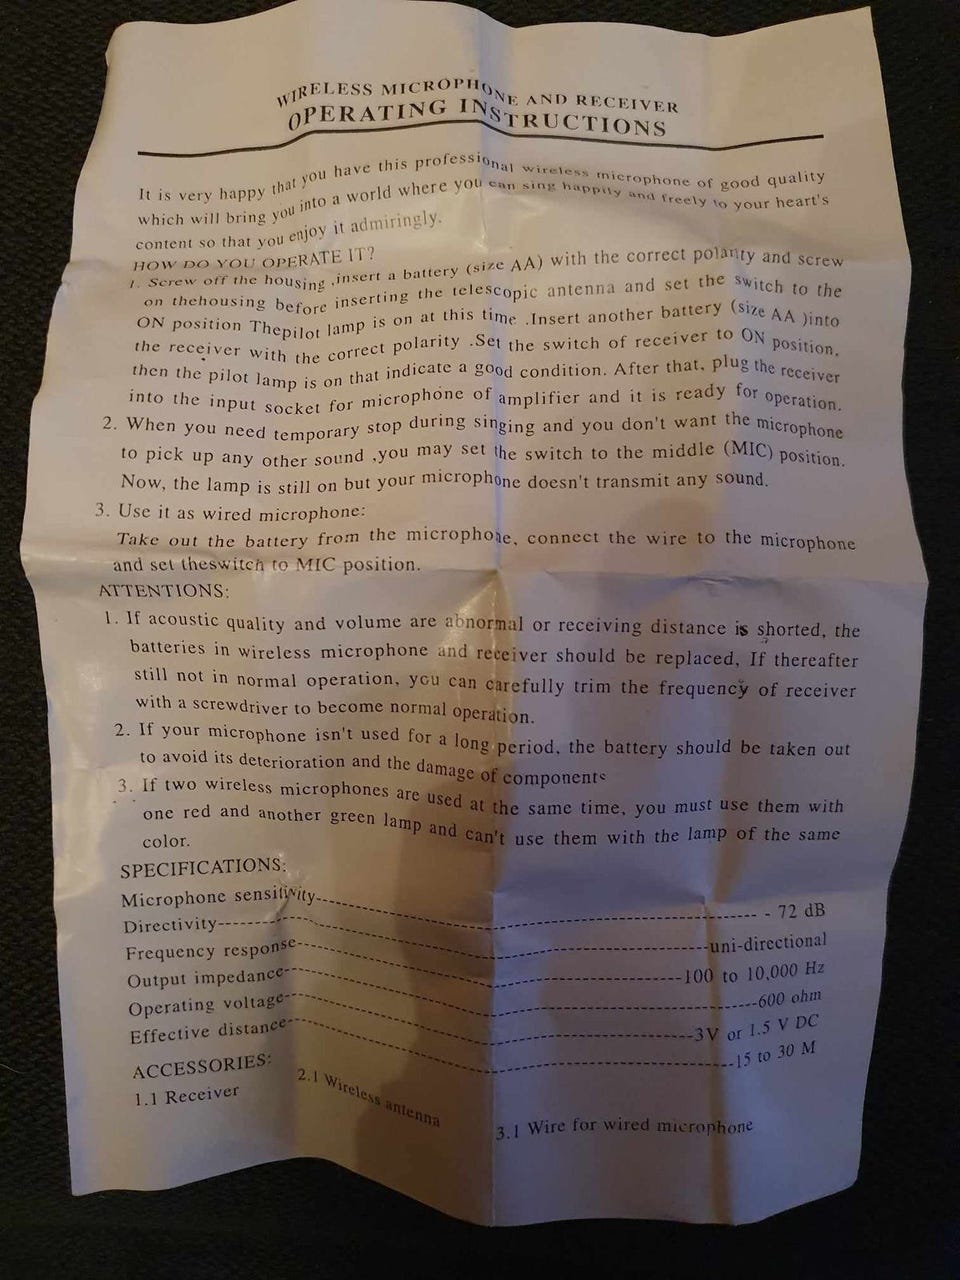 WIRELESS MICROPHONE AND RECEIVER
OPERATING INSTRUCTIONS
It is very happy that you have this professional wireless microphone of good quality
which will bring you into a world where you can sing happily and freely to your heart's
content so that you enjoy it admiringly.
HOW DO YOU OPERATE IT?
1. Screw off the housing ,insert a battery (size AA) with the correct polarity and screw
on thehousing before inserting the telescopic antenna and set the switch to the
ON position Thepilot lamp is on at this time .Insert another battery (size AA )into
the receiver with the correct polarity .Set the switch of receiver to ON position,
then the pilot lamp is on that indicate a good condition. After that, plug the receiver
into the input socket for microphone of amplifier and it is ready for operation.
2. When you need temporary stop during singing and you don't want the microphone
to pick up any other sound ,you may set the switch to the middle (MIC) position.
Now, the lamp is still on but your microphone doesn't transmit any sound.
3. Use it as wired microphone:
Take out the battery from the microphone, connect the wire to the microphone
and set theswitch to MIC position.
ATTENTIONS:
1. If acoustic quality and volume are abnormal or receiving distance is shorted, the
batteries in wireless microphone and receiver should be replaced, If thereafter
still not in normal operation, you can carefully trim the frequency of receiver
with a screwdriver to become normal operation.
2. If your microphone isn't used for a long period, the battery should be taken out
to avoid its deterioration and the damage of components
3. If two wireless microphones are used at the same time, you must use them with
one red and another green lamp and can't use them with the lamp of the same
color.
SPECIFICATIONS:
Microphone sensitivity---------- - 72 dB
Directivity----------uni-directional
Frequency response----------100 to 10,000 Hz
Output impedance----------600 ohm
Operating voltage----------3V or 1.5 V DC
Effective distance----------15 to 30 M
ACCESSORIES:
1.1 Receiver 2.1 Wireless antenna 3.1 Wire for wired microphone